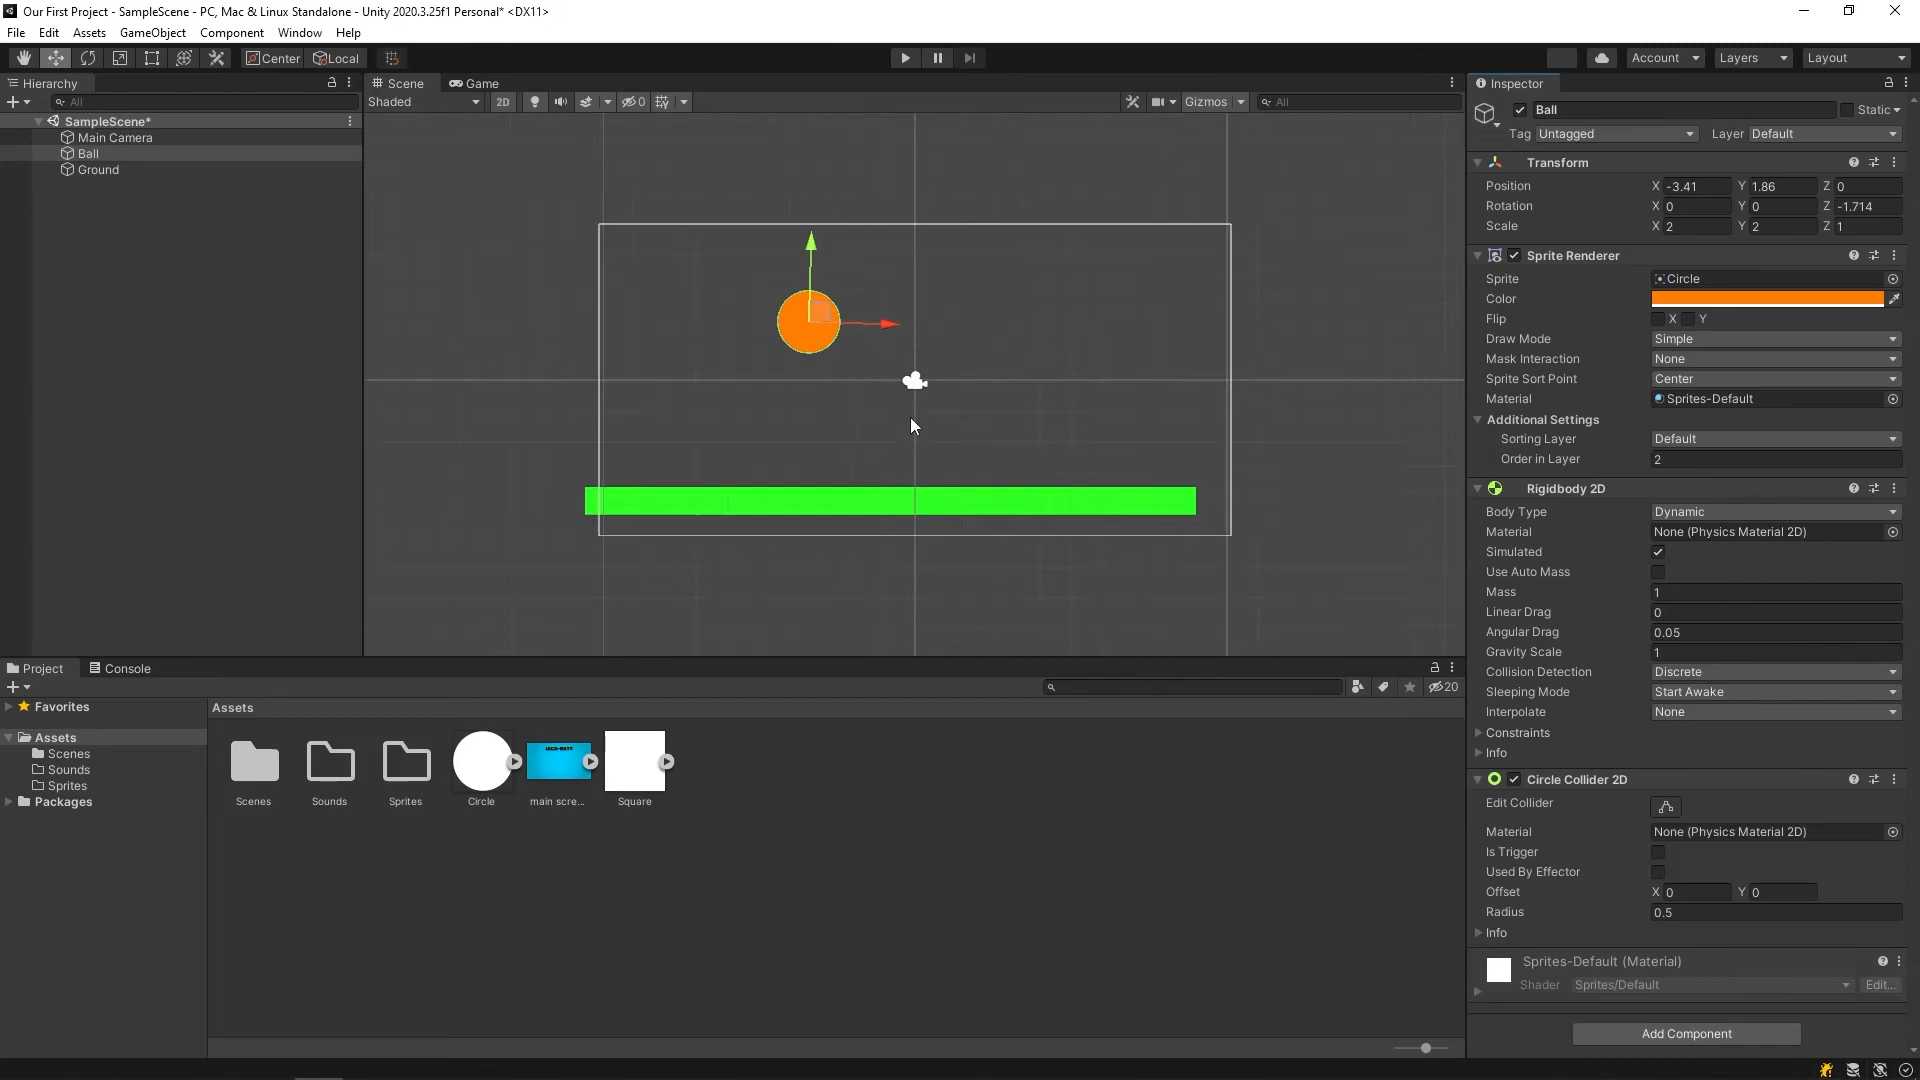 Our First Project - SampleScene - PC, Mac & Linux Standalone - Unity 2020.3.25f1 Personal* <DX11>
File Edit Assets GameObject Component Window Help
Center Local Account Layers Layout
Hierarchy
All
SampleScene*
Main Camera
Ball
Ground
Scene Game
Shaded 2D 0 Gizmos All
Inspector
Ball Static
Tag Untagged Layer Default
Transform
Position X -3.41 Y 1.86 Z 0
Rotation X 0 Y 0 Z -1.714
Scale X 2 Y 2 Z 1
Sprite Renderer
Sprite Circle
Color
Flip X Y
Draw Mode Simple
Mask Interaction None
Sprite Sort Point Center
Material Sprites-Default
Additional Settings
Sorting Layer Default
Order in Layer 2
Rigidbody 2D
Body Type Dynamic
Material None (Physics Material 2D)
Simulated
Use Auto Mass
Mass 1
Linear Drag 0
Angular Drag 0.05
Gravity Scale 1
Collision Detection Discrete
Sleeping Mode Start Awake
Interpolate None
Constraints
Info
Circle Collider 2D
Edit Collider
Material None (Physics Material 2D)
Is Trigger
Used By Effector
Offset X 0 Y 0
Radius 0.5
Info
Sprites-Default (Material)
Shader Sprites/Default Edit...
Add Component
Project Console
20
Favorites
Assets
Scenes
Sounds
Sprites
Packages
Assets
Scenes Sounds Sprites Circle main scre... Square